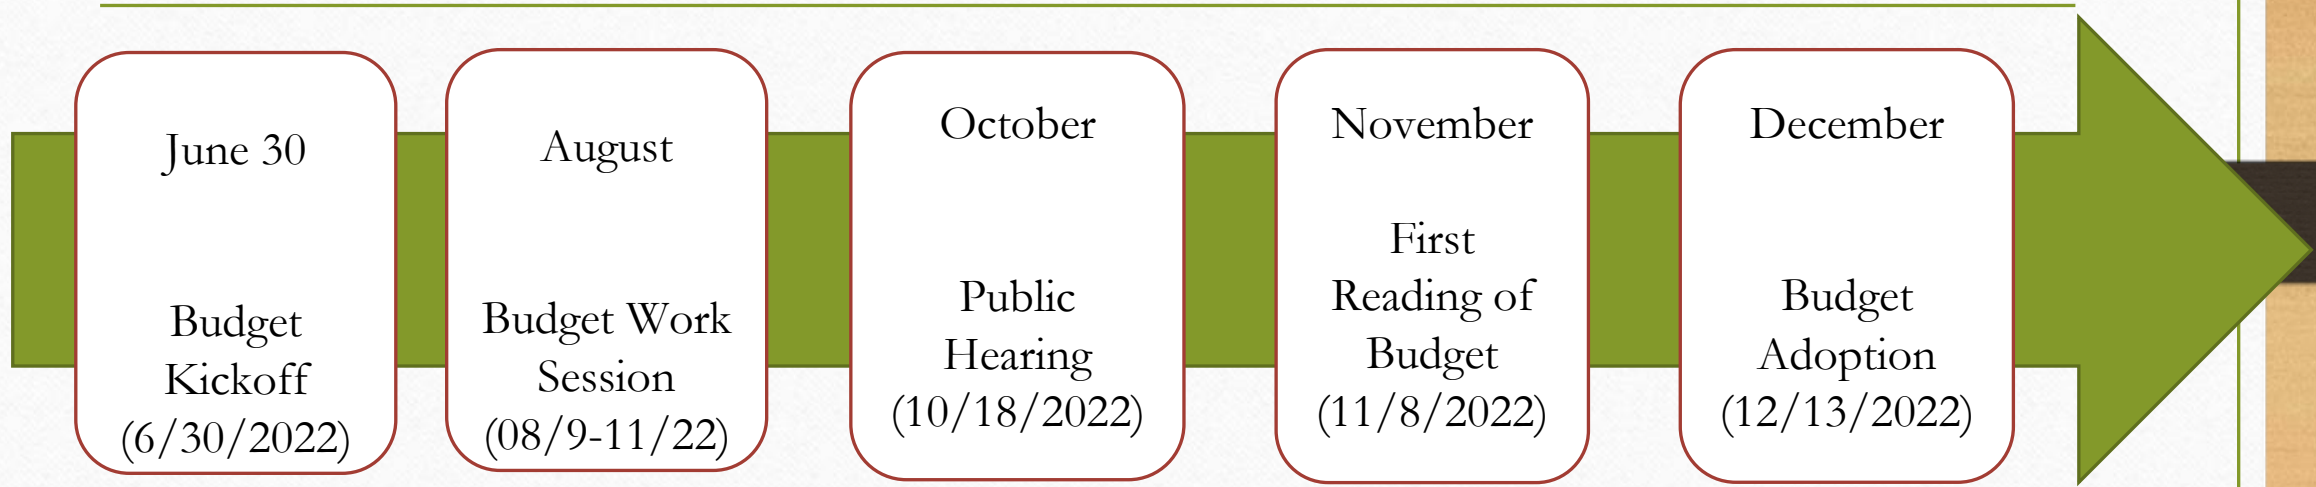 June 30
Budget
Kickoff
(6/30/2022)
August
Budget Work
Session
(08/9-11/22)
October
Public
Hearing
(10/18/2022)
November
First
Reading of
Budget
(11/8/2022)
December
Budget
Adoption
(12/13/2022)